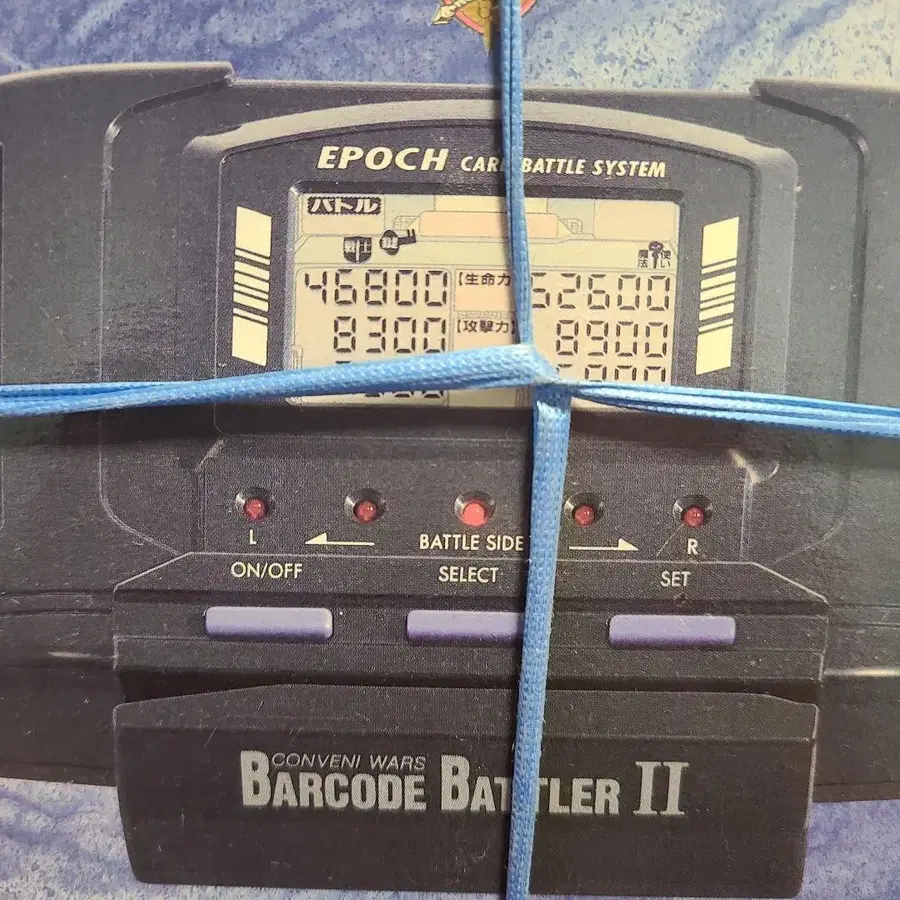 EPOCH CARD BATTLE SYSTEM
バトル
戦士
魔法使い
46800 【生命力】 52600
8300 【攻撃力】 8900
L BATTLE SIDE R
ON/OFF SELECT SET
CONVENI WARS
BARCODE BATTLER II